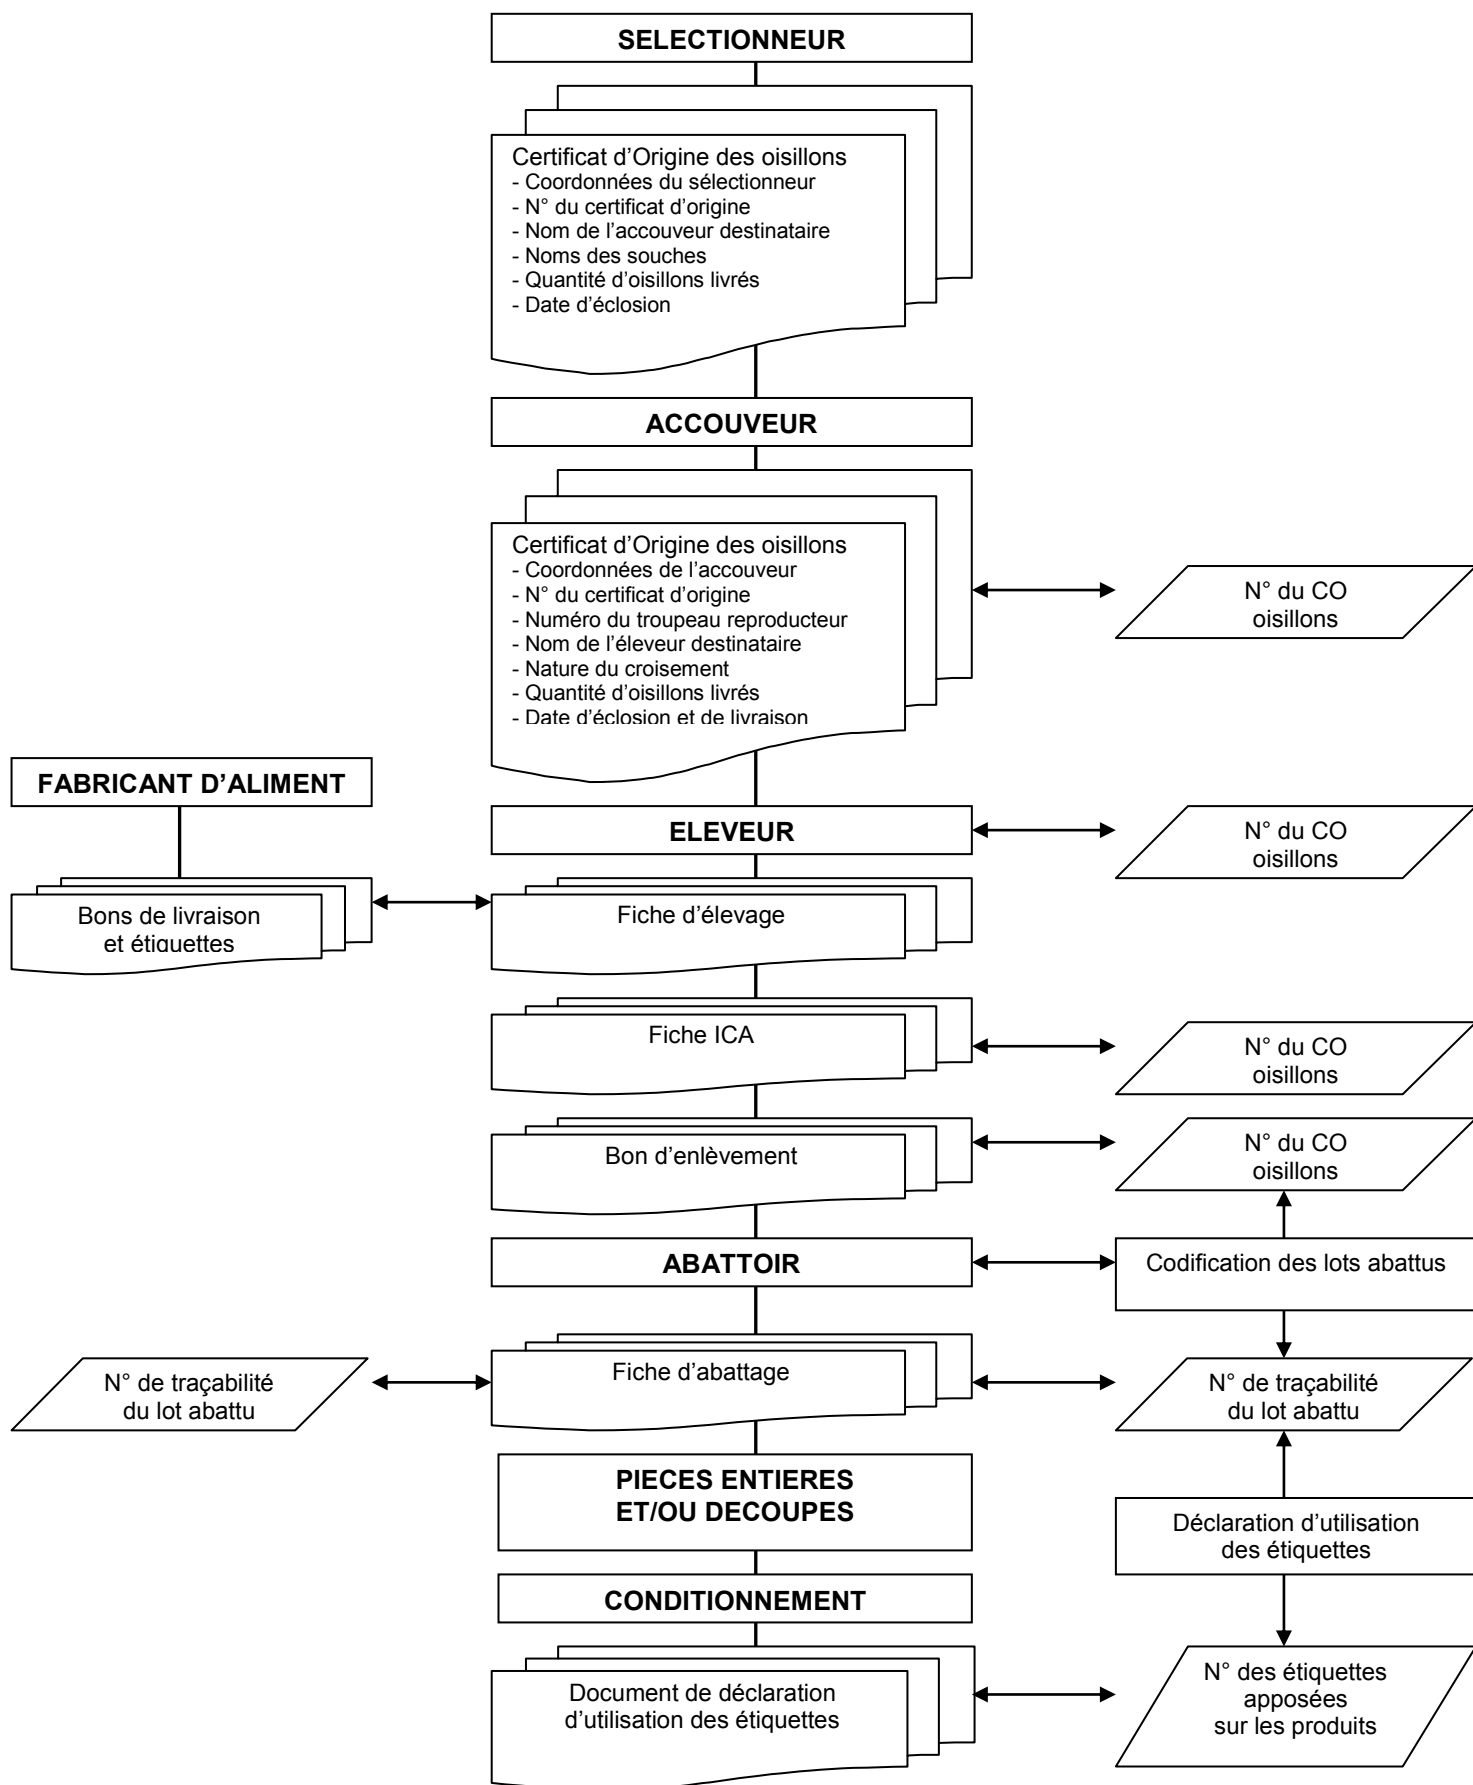 SELECTIONNEUR
Certificat d’Origine des oisillons
- Coordonnées du sélectionneur
- N° du certificat d’origine
- Nom de l’accouveur destinataire
- Noms des souches
- Quantité d’oisillons livrés
- Date d’éclosion
ACCOUVEUR
Certificat d’Origine des oisillons
- Coordonnées de l’accouveur
- N° du certificat d’origine
- Numéro du troupeau reproducteur
- Nom de l’éleveur destinataire
- Nature du croisement
- Quantité d’oisillons livrés
- Date d’éclosion et de livraison
N° du CO
oisillons
FABRICANT D’ALIMENT
ELEVEUR
N° du CO
oisillons
Bons de livraison
et étiquettes
Fiche d’élevage
Fiche ICA
N° du CO
oisillons
Bon d’enlèvement
N° du CO
oisillons
ABATTOIR
Codification des lots abattus
N° de traçabilité
du lot abattu
Fiche d’abattage
N° de traçabilité
du lot abattu
PIECES ENTIERES
ET/OU DECOUPES
Déclaration d’utilisation
des étiquettes
CONDITIONNEMENT
Document de déclaration
d’utilisation des étiquettes
N° des étiquettes
apposées
sur les produits